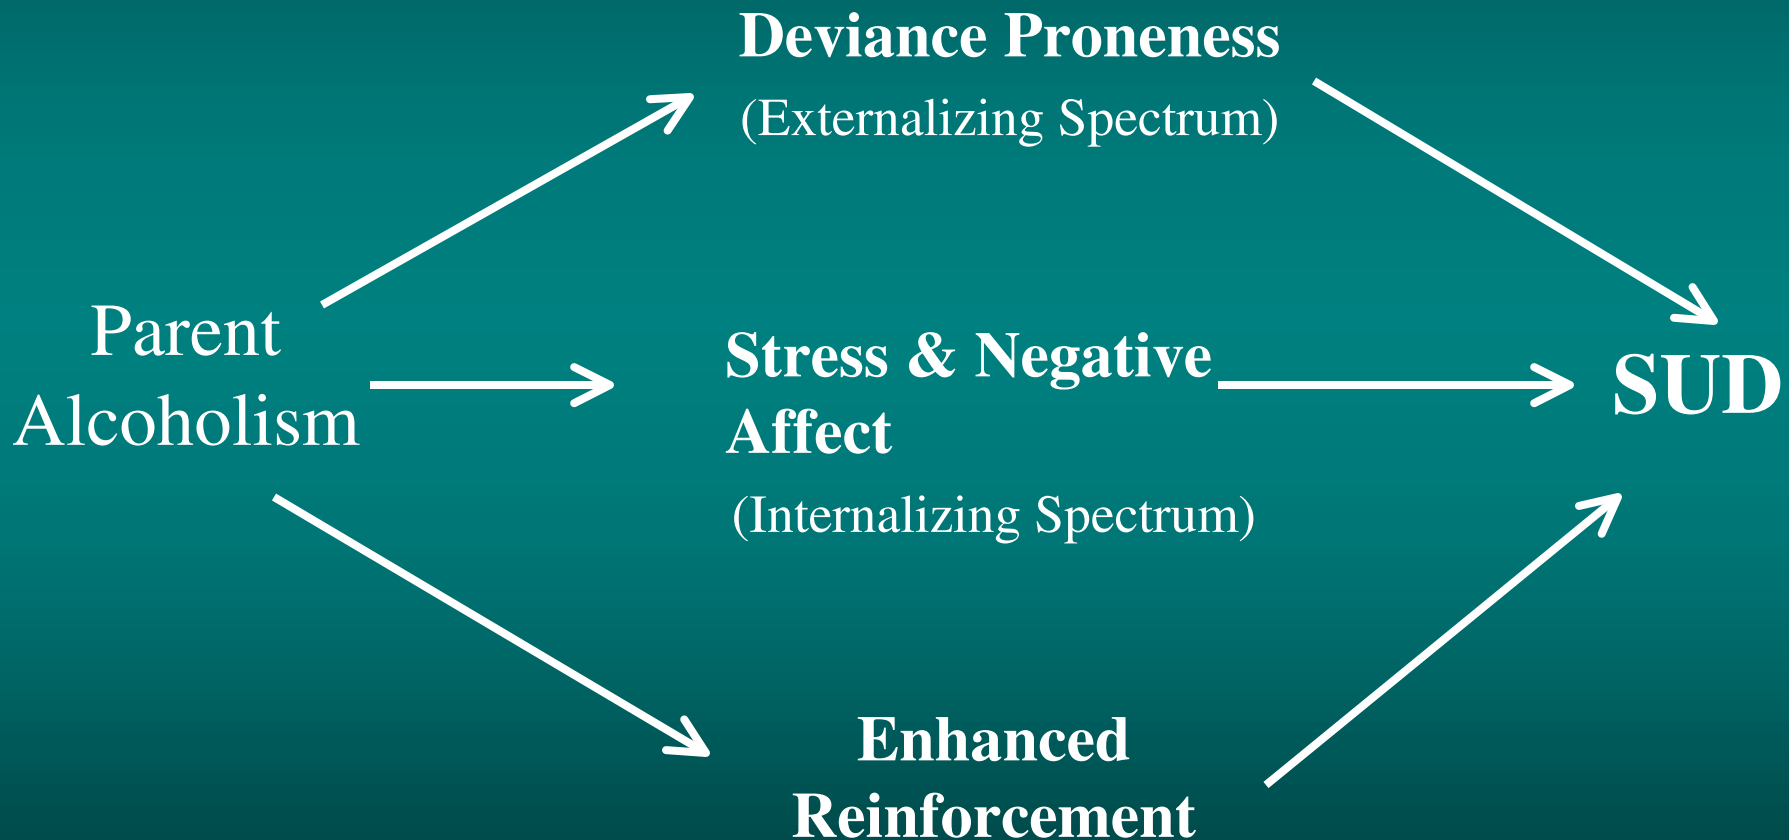 Deviance Proneness
(Externalizing Spectrum)
Parent
Alcoholism
Stress & Negative
Affect
(Internalizing Spectrum)
SUD
Enhanced
Reinforcement